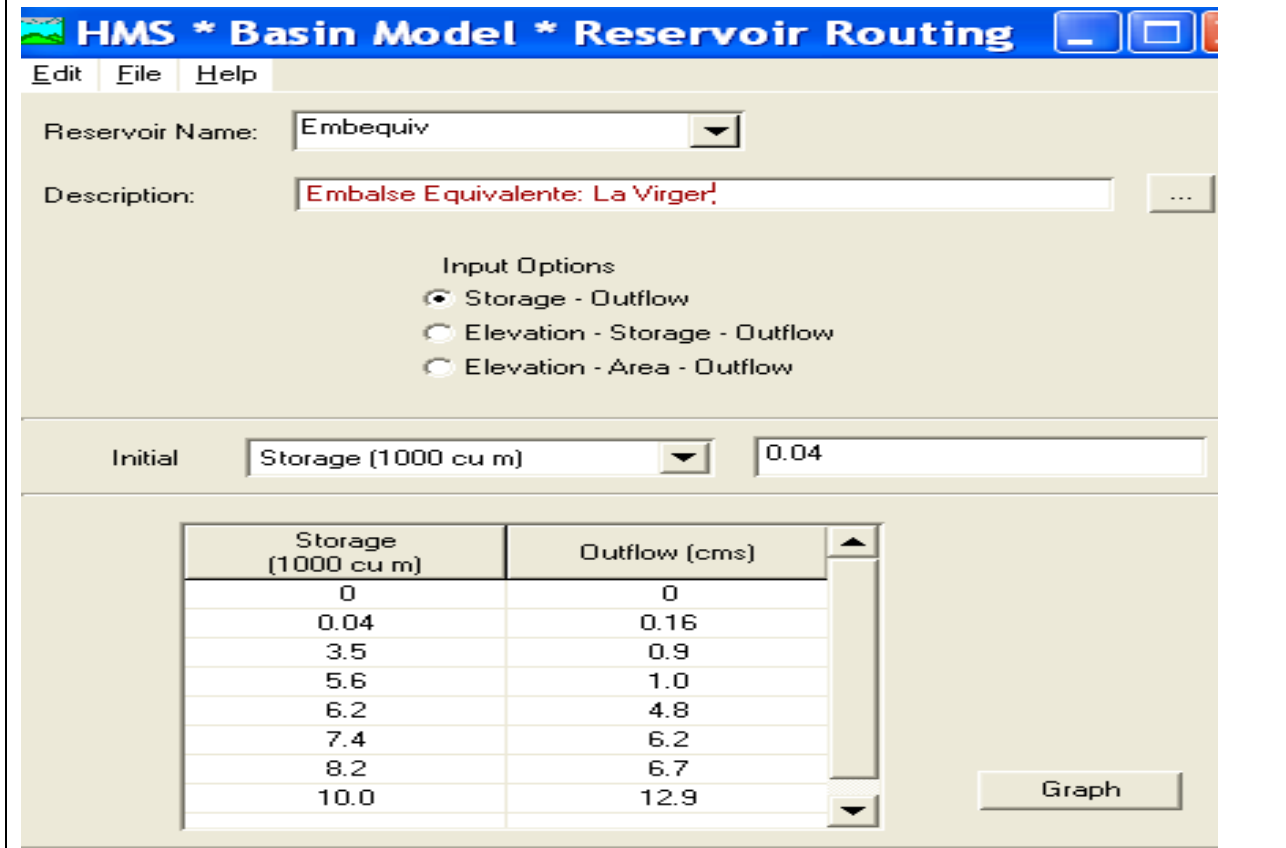 HMS * Basin Model * Reservoir Routing
Edit File Help
Reservoir Name: Embequiv
Description: Embalse Equivalente: La Virgen
...
Input Options
Storage - Outflow
Elevation - Storage - Outflow
Elevation - Area - Outflow
Initial Storage (1000 cu m) 0.04
Storage Outflow (cms)
(1000 cu m)
0 0
0.04 0.16
3.5 0.9
5.6 1.0
6.2 4.8
7.4 6.2
8.2 6.7
10.0 12.9
Graph